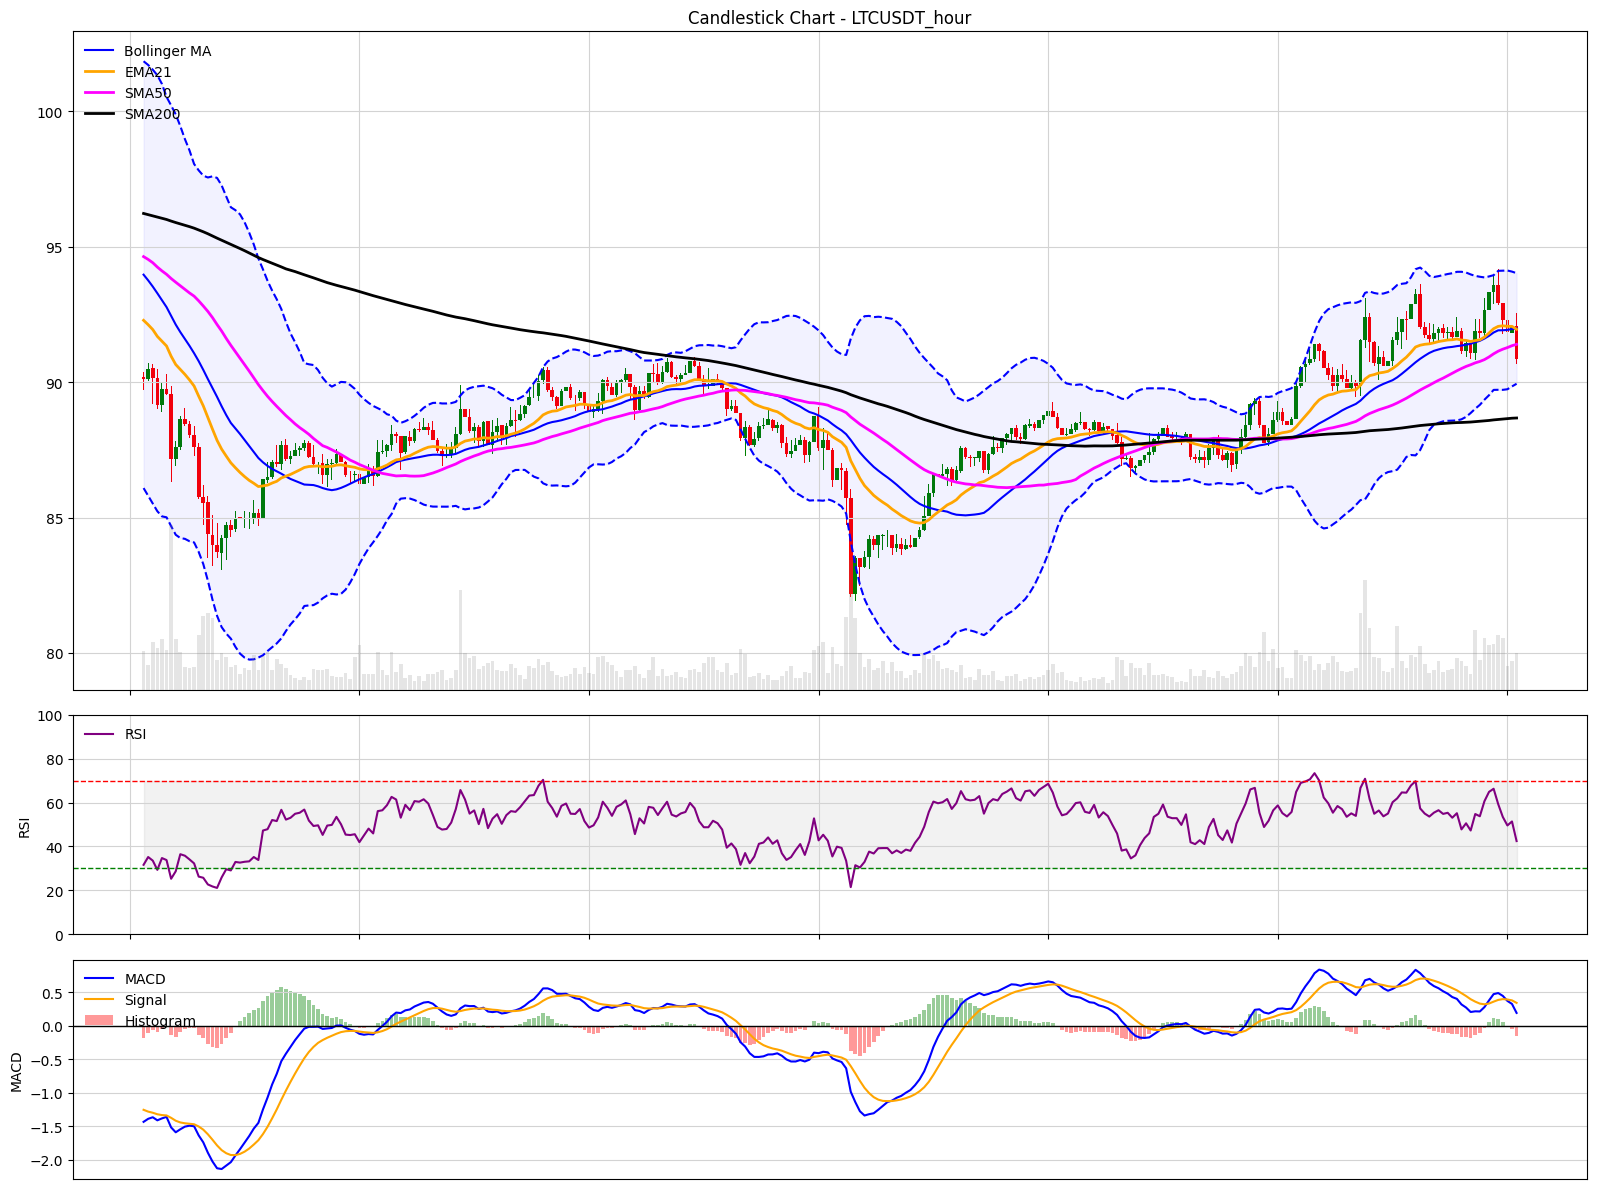 Candlestick Chart - LTCUSDT_hour
Bollinger MA
EMA21
SMA50
SMA200
100
95
90
85
80
100
RSI
80
60
40
20
0
RSI
MACD
Signal
Histogram
0.5
0.0
−0.5
−1.0
−1.5
−2.0
MACD